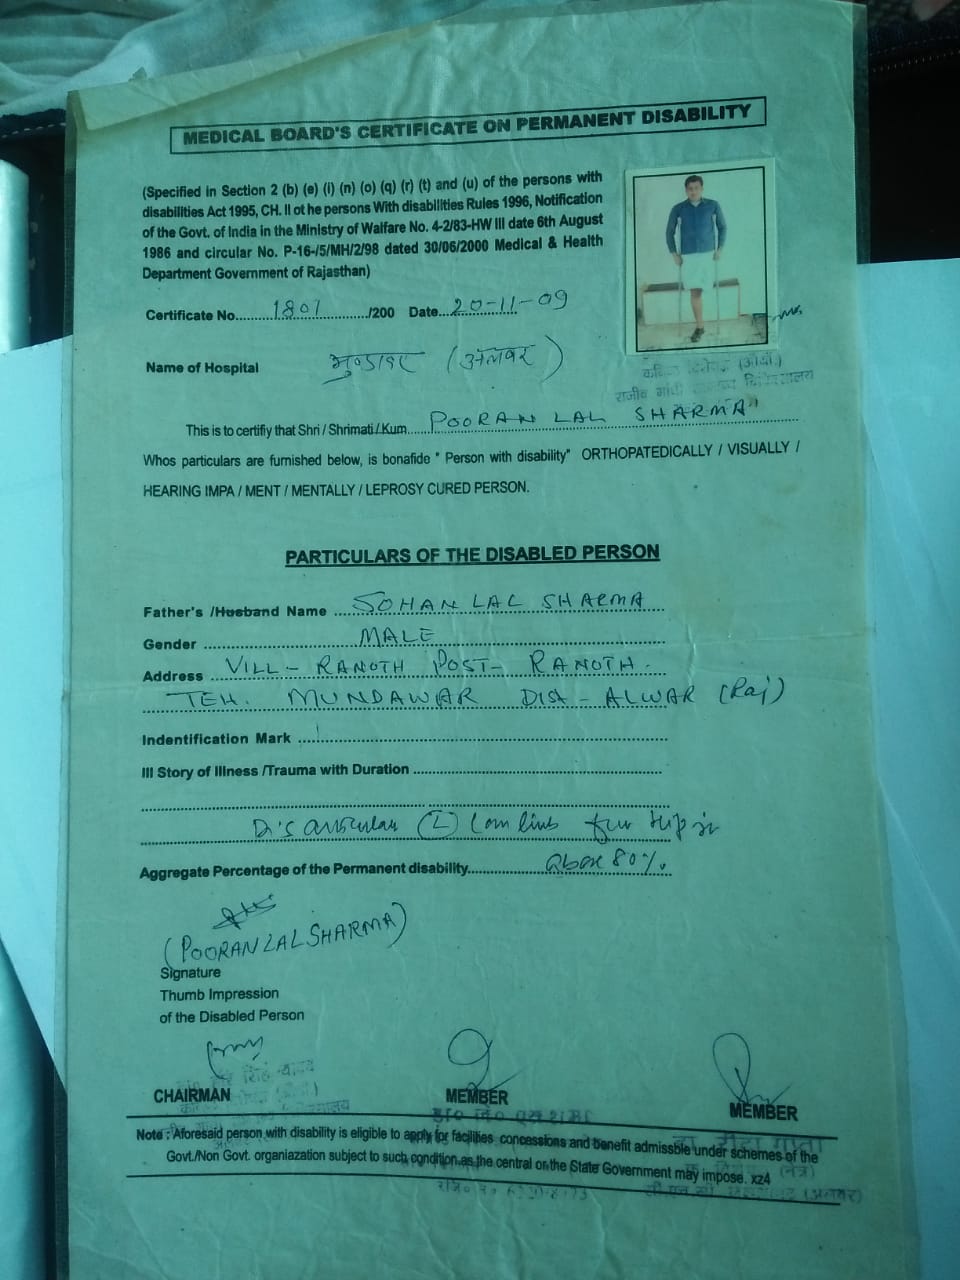 MEDICAL BOARD'S CERTIFICATE ON PERMANENT DISABILITY
(Specified in Section 2 (b) (e) (i) (n) (o) (q) (r) (t) and (u) of the persons with
disabilities Act 1995, CH. II ot he persons With disabilities Rules 1996, Notification
of the Govt. of India in the Ministry of Welfare No. 4-2/83-HW III date 6th August
1986 and circular No. P-16-/5/MH/2/98 dated 30/06/2000 Medical & Health
Department Government of Rajasthan)
Certificate No..........1801............/200 Date...20-11-09
Name of Hospital मुण्डावर (अलवर)
राजीव गांधी
This is to certifiy that Shri / Shrimati / Kum....POORAN LAL SHARMA
Whos particulars are furnished below, is bonafide " Person with disability" ORTHOPATEDICALLY / VISUALLY /
HEARING IMPA / MENT / MENTALLY / LEPROSY CURED PERSON.
PARTICULARS OF THE DISABLED PERSON
Father's /Husband Name ....SOHAN LAL SHARMA
Gender ........MALE
Address ..VILL- RANOTH POST- RANOTH.
TEH. MUNDAWAR DIST- ALWAR (Raj)
Indentification Mark ....
III Story of Illness /Trauma with Duration ....
(L)
Aggregate Percentage of the Permanent disability........above 80%.
(POORAN LAL SHARMA)
Signature
Thumb Impression
of the Disabled Person
CHAIRMAN MEMBER MEMBER
Note : Aforesaid person with disability is eligible to apply for facilities, concessions and benefit admissble under schemes of the
Govt./Non Govt. organiazation subject to such condition as the central on the State Government may impose. xz4